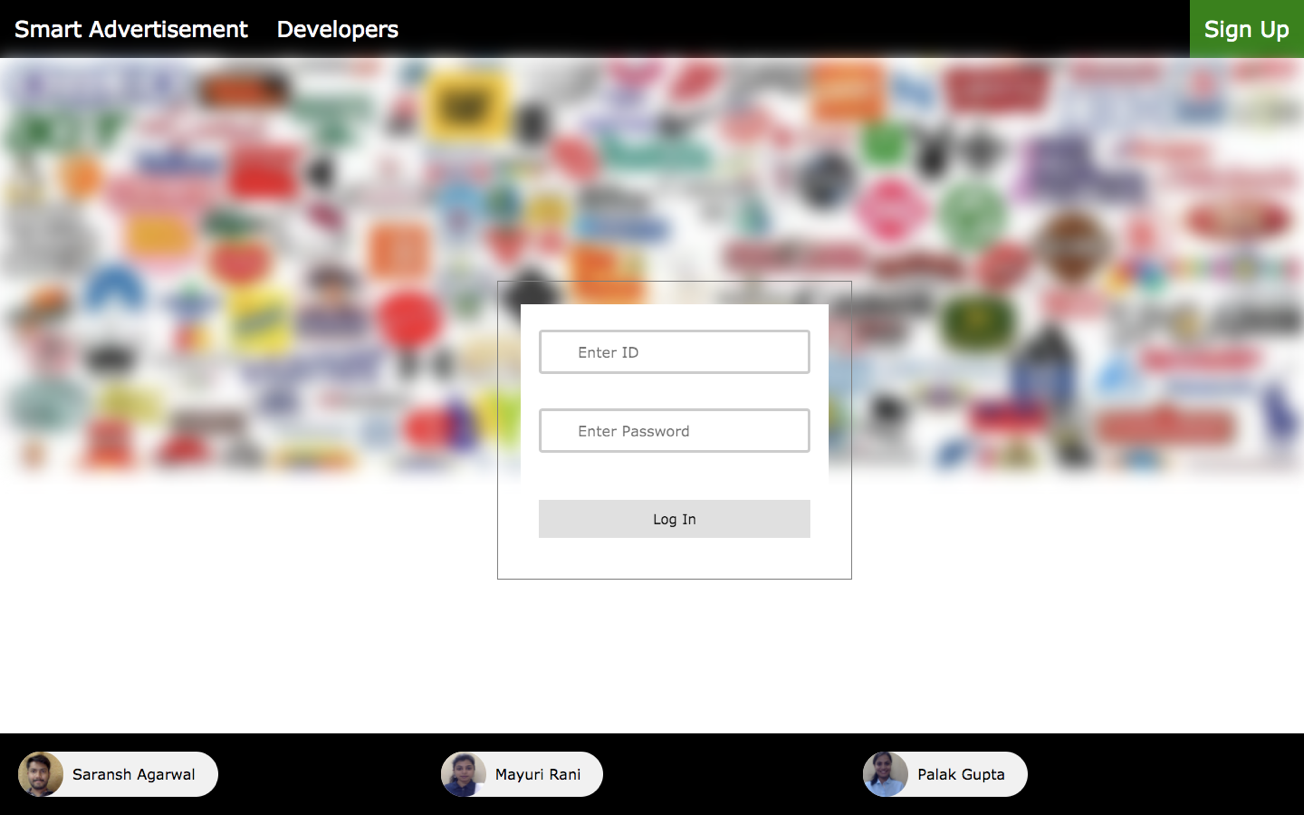 Smart Advertisement Developers Sign Up
Enter ID
Enter Password
Log In
Saransh Agarwal Mayuri Rani Palak Gupta